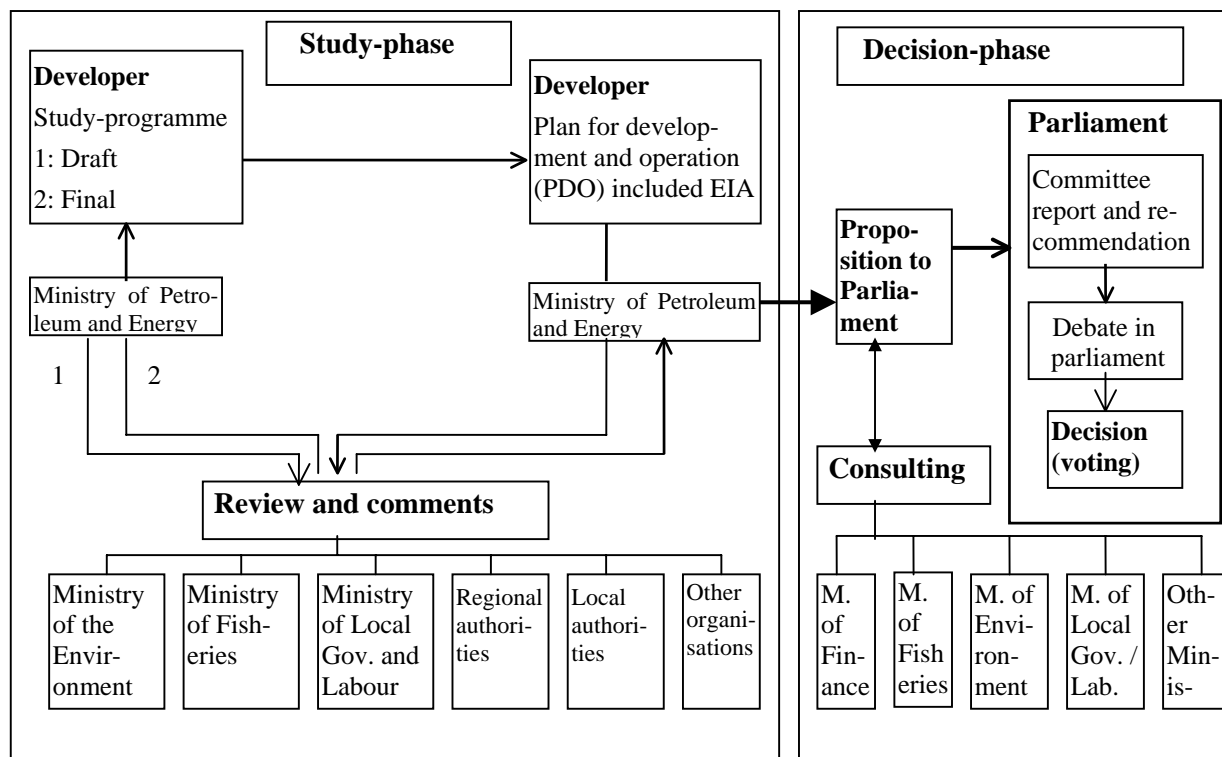 Study-phase
Developer
Study-programme
1: Draft
2: Final
Developer
Plan for develop-
ment and operation
(PDO) included EIA
Ministry of Petro-
leum and Energy
Ministry of Petroleum
and Energy
1
2
Review and comments
Ministry
of the
Envir-
onment
Ministry
of Fish-
eries
Ministry
of Local
Gov. and
Labour
Regional
authori-
ties
Local
authori-
ties
Other
organi-
sations
Decision-phase
Propo-
sition to
Parlia-
ment
Parliament
Committee
report and re-
commendation
Debate in
parliament
Decision
(voting)
Consulting
M.
of
Fin-
ance
M.
of
Fish
eries
M. of
Envi-
ron-
ment
M. of
Local
Gov. /
Lab.
Oth-
er
Min-
is-